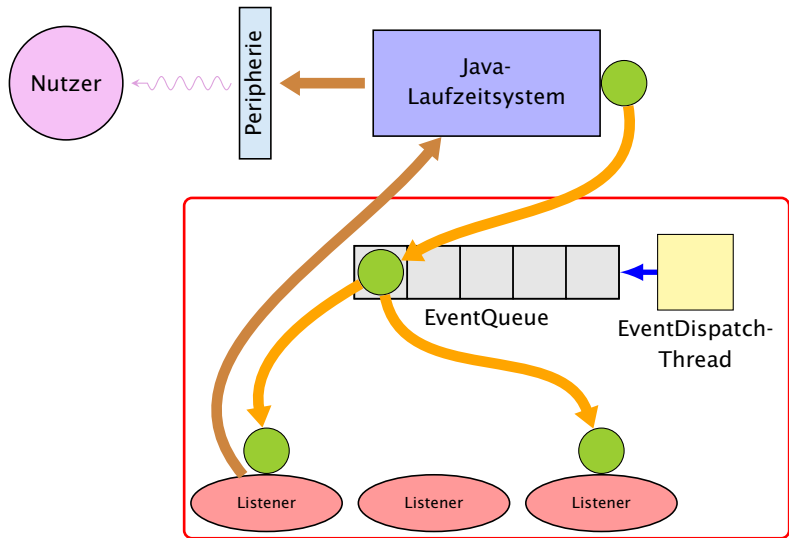 Nutzer
Peripherie
Java-
Laufzeitsystem
EventQueue
EventDispatch-
Thread
Listener
Listener
Listener